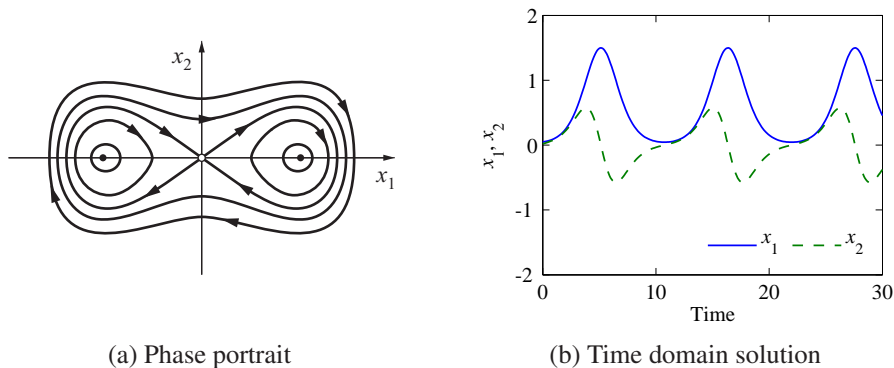 x₂
x₁
2
1
0
-1
-2
x₁, x₂
x₁ x₂
0 10 20 30
Time
(a) Phase portrait
(b) Time domain solution